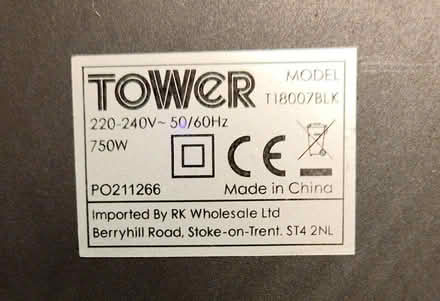 TOWER
MODEL
T18007BLK
220-240V~ 50/60Hz
750W
CE
PO211266
Made in China
Imported By RK Wholesale Ltd
Berryhill Road, Stoke-on-Trent. ST4 2NL